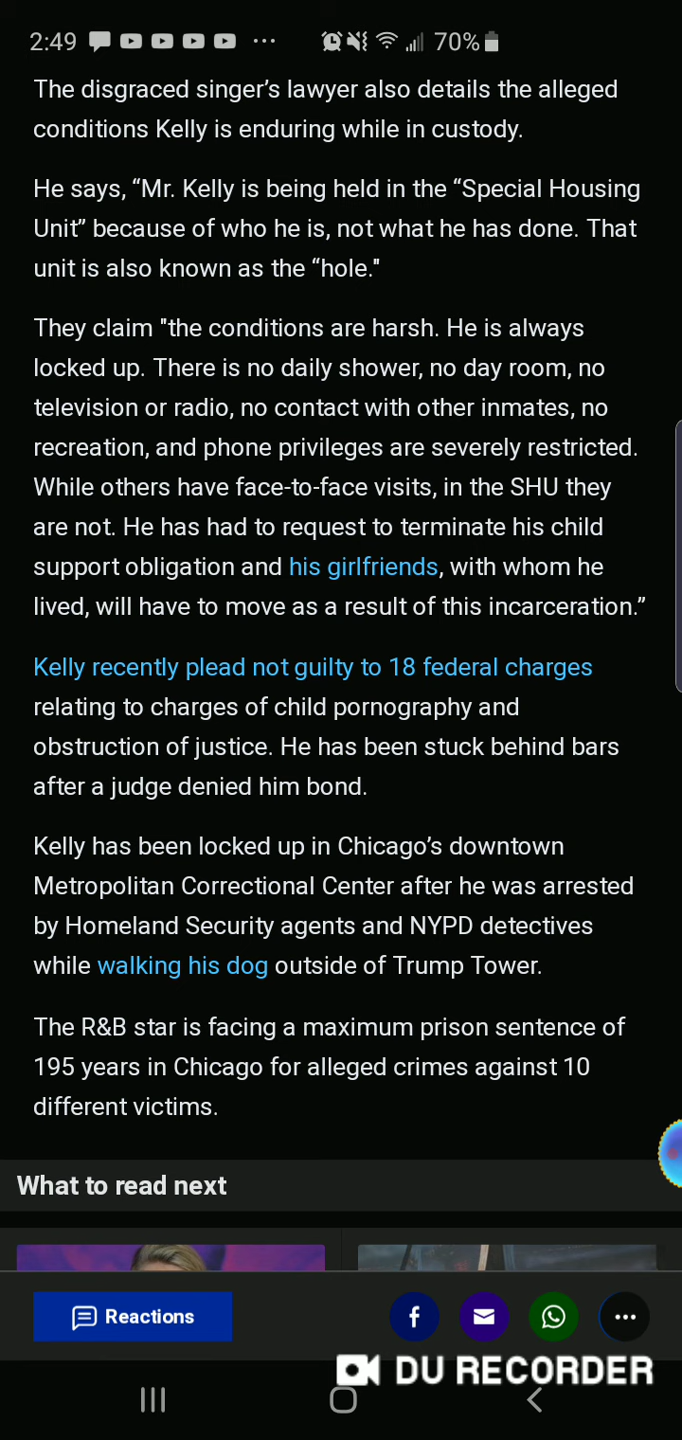 2:49 70%
The disgraced singer’s lawyer also details the alleged
conditions Kelly is enduring while in custody.
He says, “Mr. Kelly is being held in the “Special Housing
Unit” because of who he is, not what he has done. That
unit is also known as the “hole."
They claim "the conditions are harsh. He is always
locked up. There is no daily shower, no day room, no
television or radio, no contact with other inmates, no
recreation, and phone privileges are severely restricted.
While others have face-to-face visits, in the SHU they
are not. He has had to request to terminate his child
support obligation and his girlfriends, with whom he
lived, will have to move as a result of this incarceration.”
Kelly recently plead not guilty to 18 federal charges
relating to charges of child pornography and
obstruction of justice. He has been stuck behind bars
after a judge denied him bond.
Kelly has been locked up in Chicago’s downtown
Metropolitan Correctional Center after he was arrested
by Homeland Security agents and NYPD detectives
while walking his dog outside of Trump Tower.
The R&B star is facing a maximum prison sentence of
195 years in Chicago for alleged crimes against 10
different victims.
What to read next
Reactions
DU RECORDER